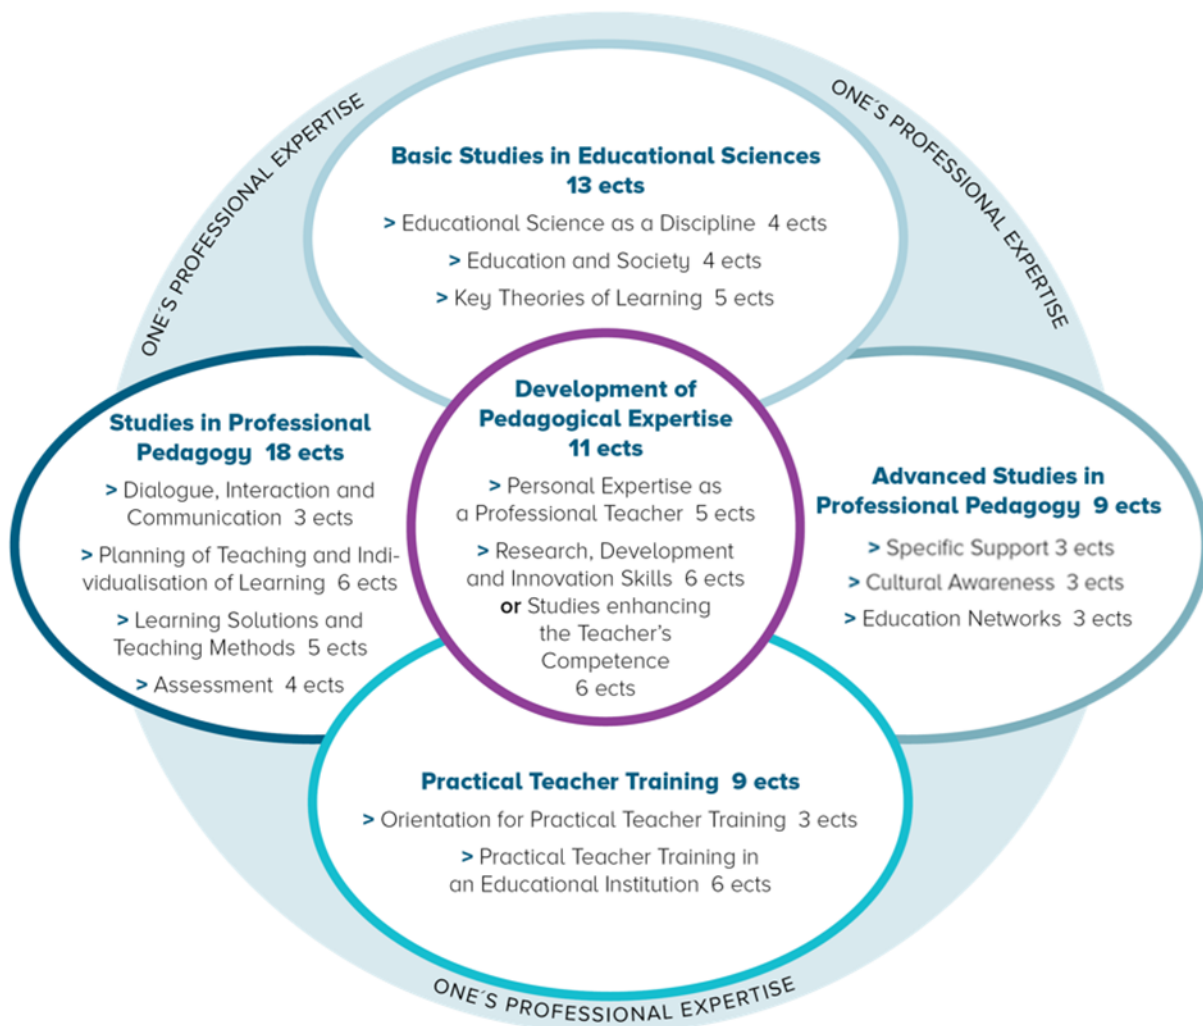 ONE´S PROFESSIONAL EXPERTISE
ONE´S PROFESSIONAL EXPERTISE
Basic Studies in Educational Sciences
13 ects
> Educational Science as a Discipline 4 ects
> Education and Society 4 ects
> Key Theories of Learning 5 ects
Studies in Professional
Pedagogy 18 ects
> Dialogue, Interaction and
Communication 3 ects
> Planning of Teaching and Indi-
vidualisation of Learning 6 ects
> Learning Solutions and
Teaching Methods 5 ects
> Assessment 4 ects
Development of
Pedagogical Expertise
11 ects
> Personal Expertise as
a Professional Teacher 5 ects
> Research, Development
and Innovation Skills 6 ects
or Studies enhancing
the Teacher's
Competence
6 ects
Advanced Studies in
Professional Pedagogy 9 ects
> Specific Support 3 ects
> Cultural Awareness 3 ects
> Education Networks 3 ects
Practical Teacher Training 9 ects
> Orientation for Practical Teacher Training 3 ects
> Practical Teacher Training in
an Educational Institution 6 ects
ONE´S PROFESSIONAL EXPERTISE